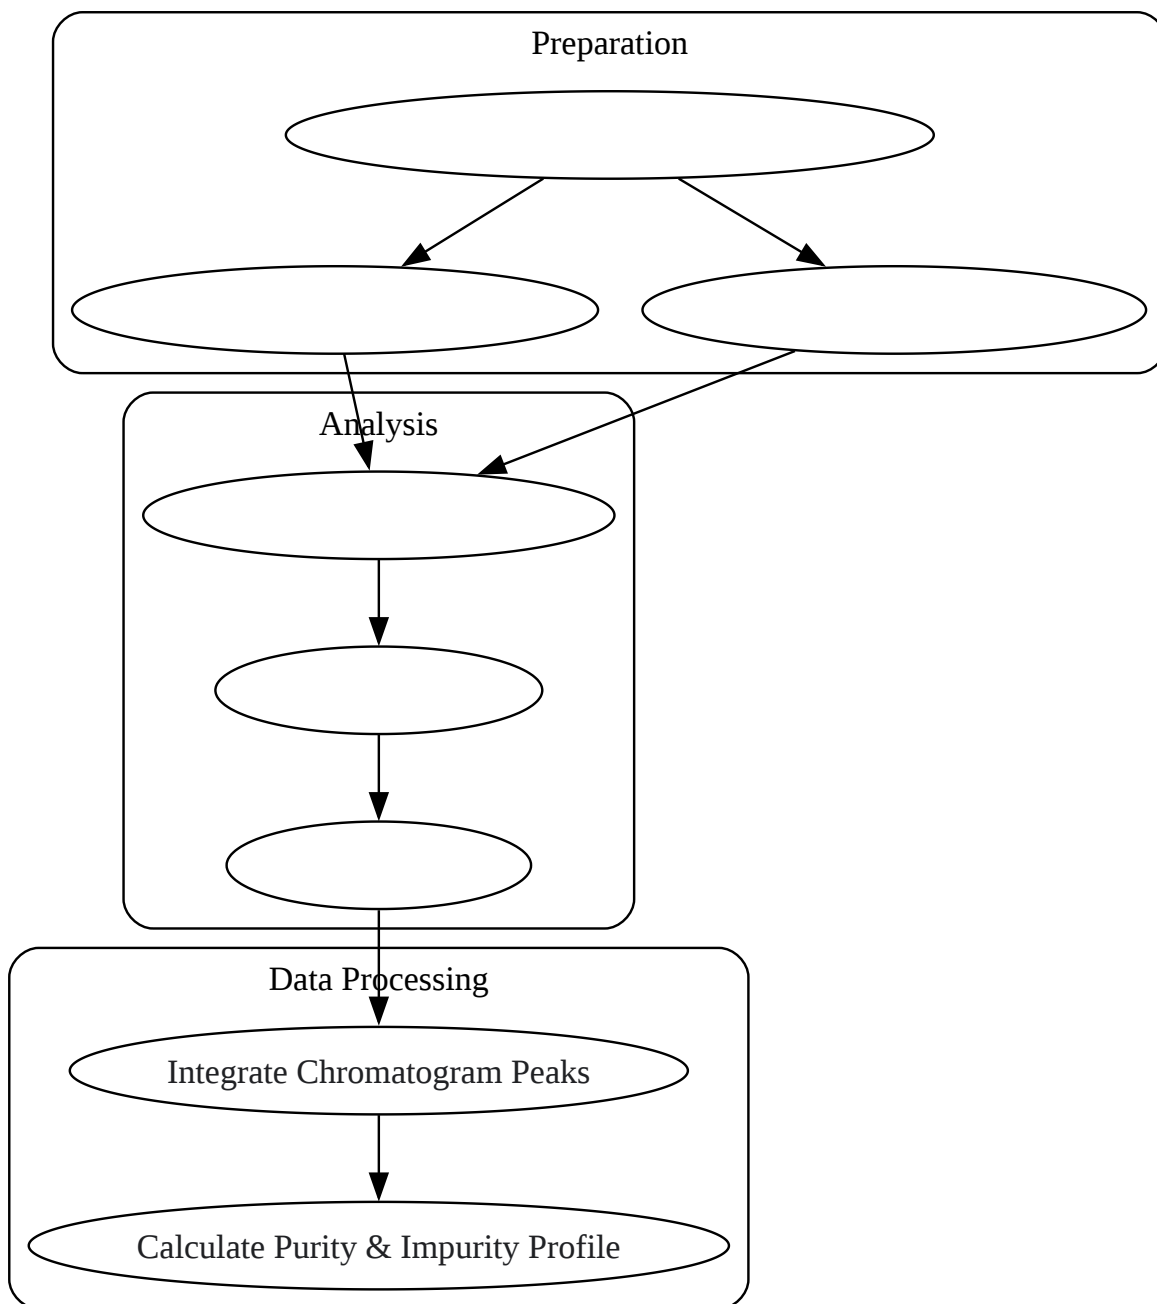 Preparation
Analysis
Data Processing
Integrate Chromatogram Peaks
Calculate Purity & Impurity Profile